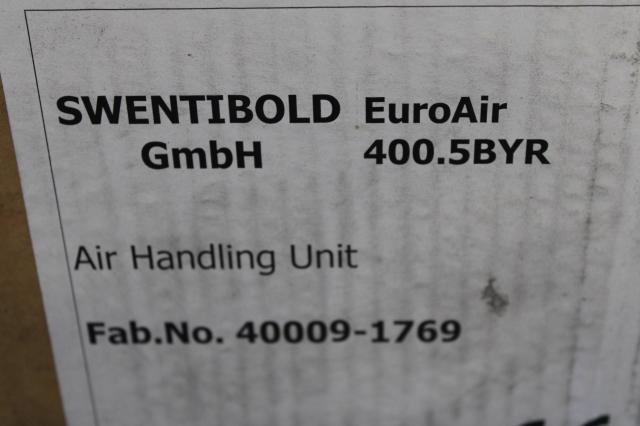 SWENTIBOLD EuroAir
GmbH 400.5BYR
Air Handling Unit
Fab.No. 40009-1769